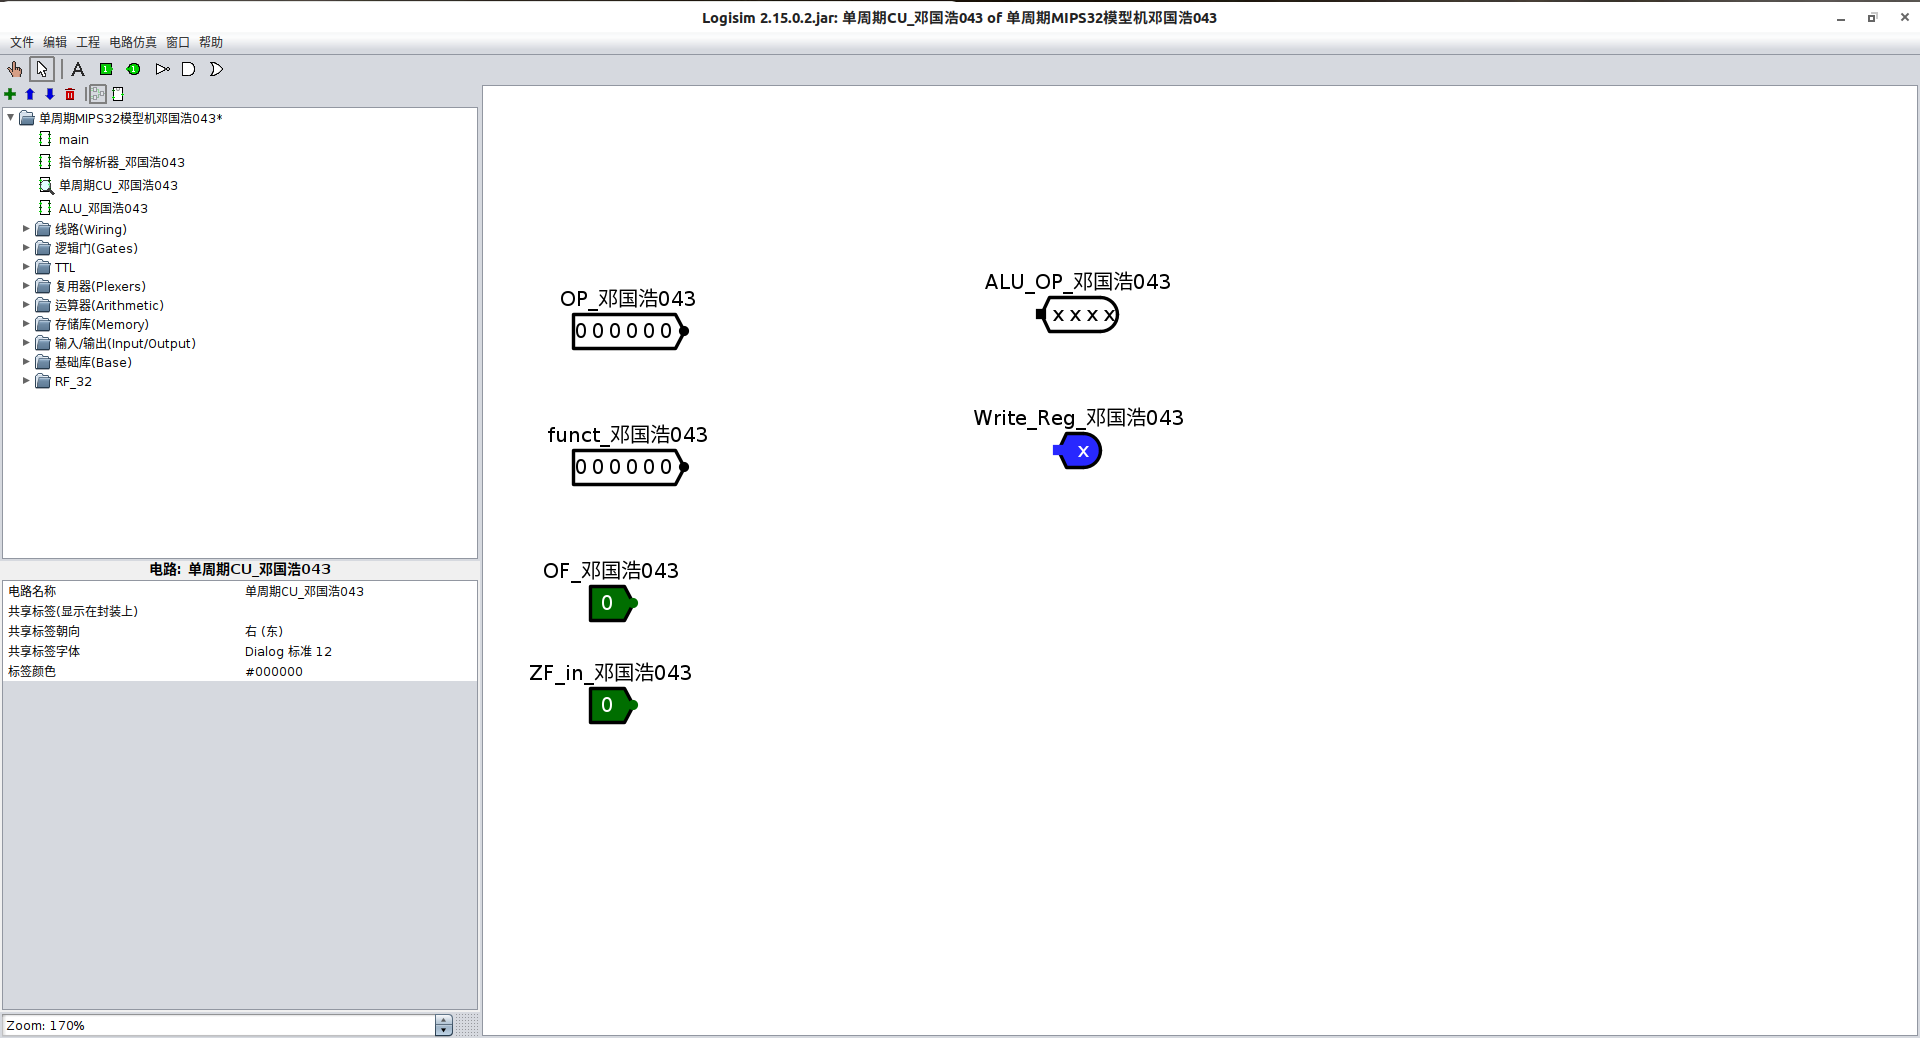 Logisim 2.15.0.2.jar: 单周期CU_邓国浩043 of 单周期MIPS32模型机邓国浩043
文件 编辑 工程 电路仿真 窗口 帮助
单周期MIPS32模型机邓国浩043*
main
指令解析器_邓国浩043
单周期CU_邓国浩043
ALU_邓国浩043
线路(Wiring)
逻辑门(Gates)
TTL
复用器(Plexers)
运算器(Arithmetic)
存储库(Memory)
输入/输出(Input/Output)
基础库(Base)
RF_32
电路: 单周期CU_邓国浩043
电路名称 单周期CU_邓国浩043
共享标签(显示在封装上)
共享标签朝向 右 (东)
共享标签字体 Dialog 标准 12
标签颜色 #000000
Zoom: 170%
OP_邓国浩043
0 0 0 0 0 0
funct_邓国浩043
0 0 0 0 0 0
OF_邓国浩043
0
ZF_in_邓国浩043
0
ALU_OP_邓国浩043
x x x x
Write_Reg_邓国浩043
x